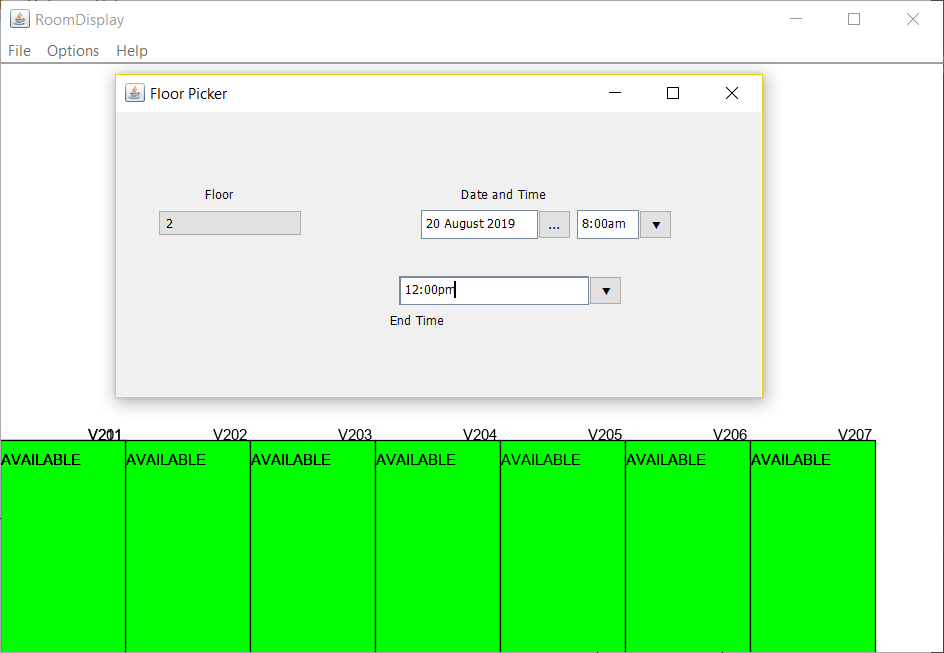 RoomDisplay
File Options Help
Floor Picker
Floor Date and Time
2 20 August 2019 ... 8:00am
12:00pm
End Time
V201 V202 V203 V204 V205 V206 V207
AVAILABLE AVAILABLE AVAILABLE AVAILABLE AVAILABLE AVAILABLE AVAILABLE